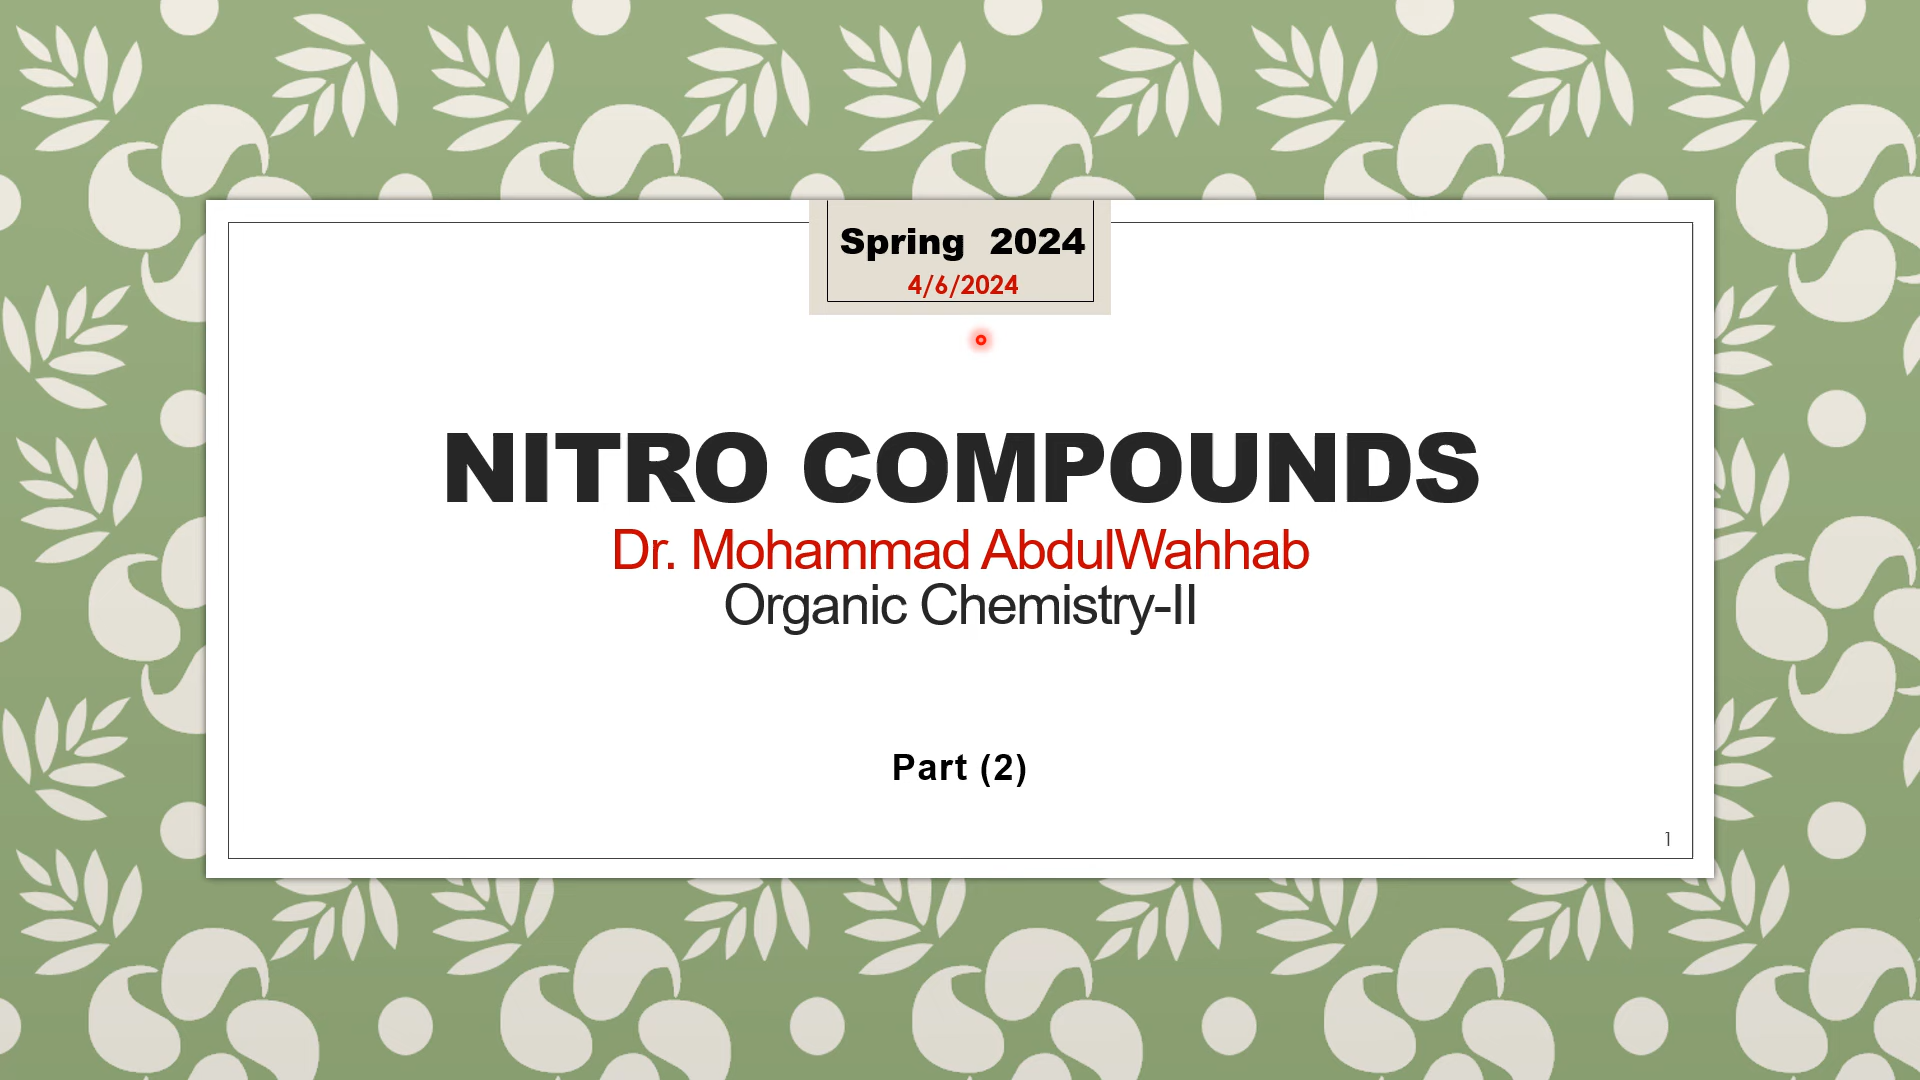 Spring 2024
4/6/2024
NITRO COMPOUNDS
Dr. Mohammad AbdulWahhab
Organic Chemistry-II
Part (2)
1